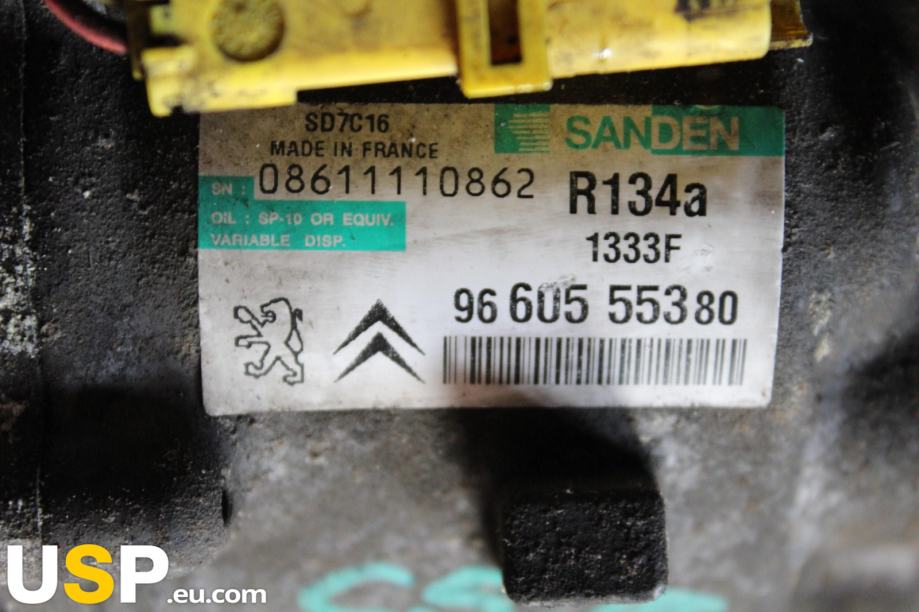 SD7C16
MADE IN FRANCE
SANDEN
SN : 08611110862
R134a
OIL : SP-10 OR EQUIV.
VARIABLE DISP.
1333F
96 605 553 80
USP.eu.com